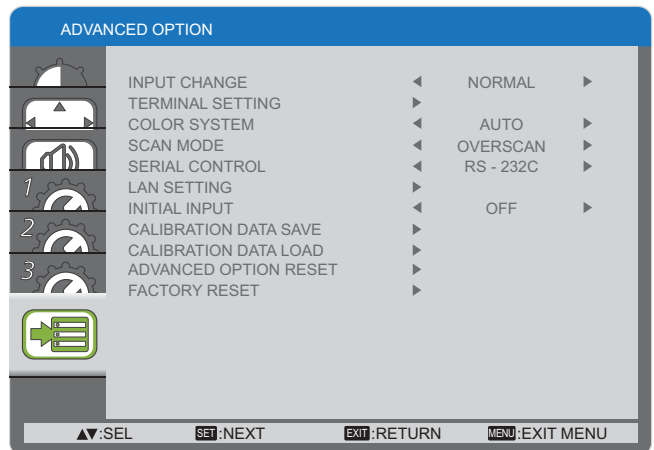 ADVANCED OPTION
INPUT CHANGE NORMAL
TERMINAL SETTING
COLOR SYSTEM AUTO
SCAN MODE OVERSCAN
SERIAL CONTROL RS - 232C
LAN SETTING
INITIAL INPUT OFF
CALIBRATION DATA SAVE
CALIBRATION DATA LOAD
ADVANCED OPTION RESET
FACTORY RESET
1
2
3
▲▼:SEL SET:NEXT EXIT:RETURN MENU:EXIT MENU